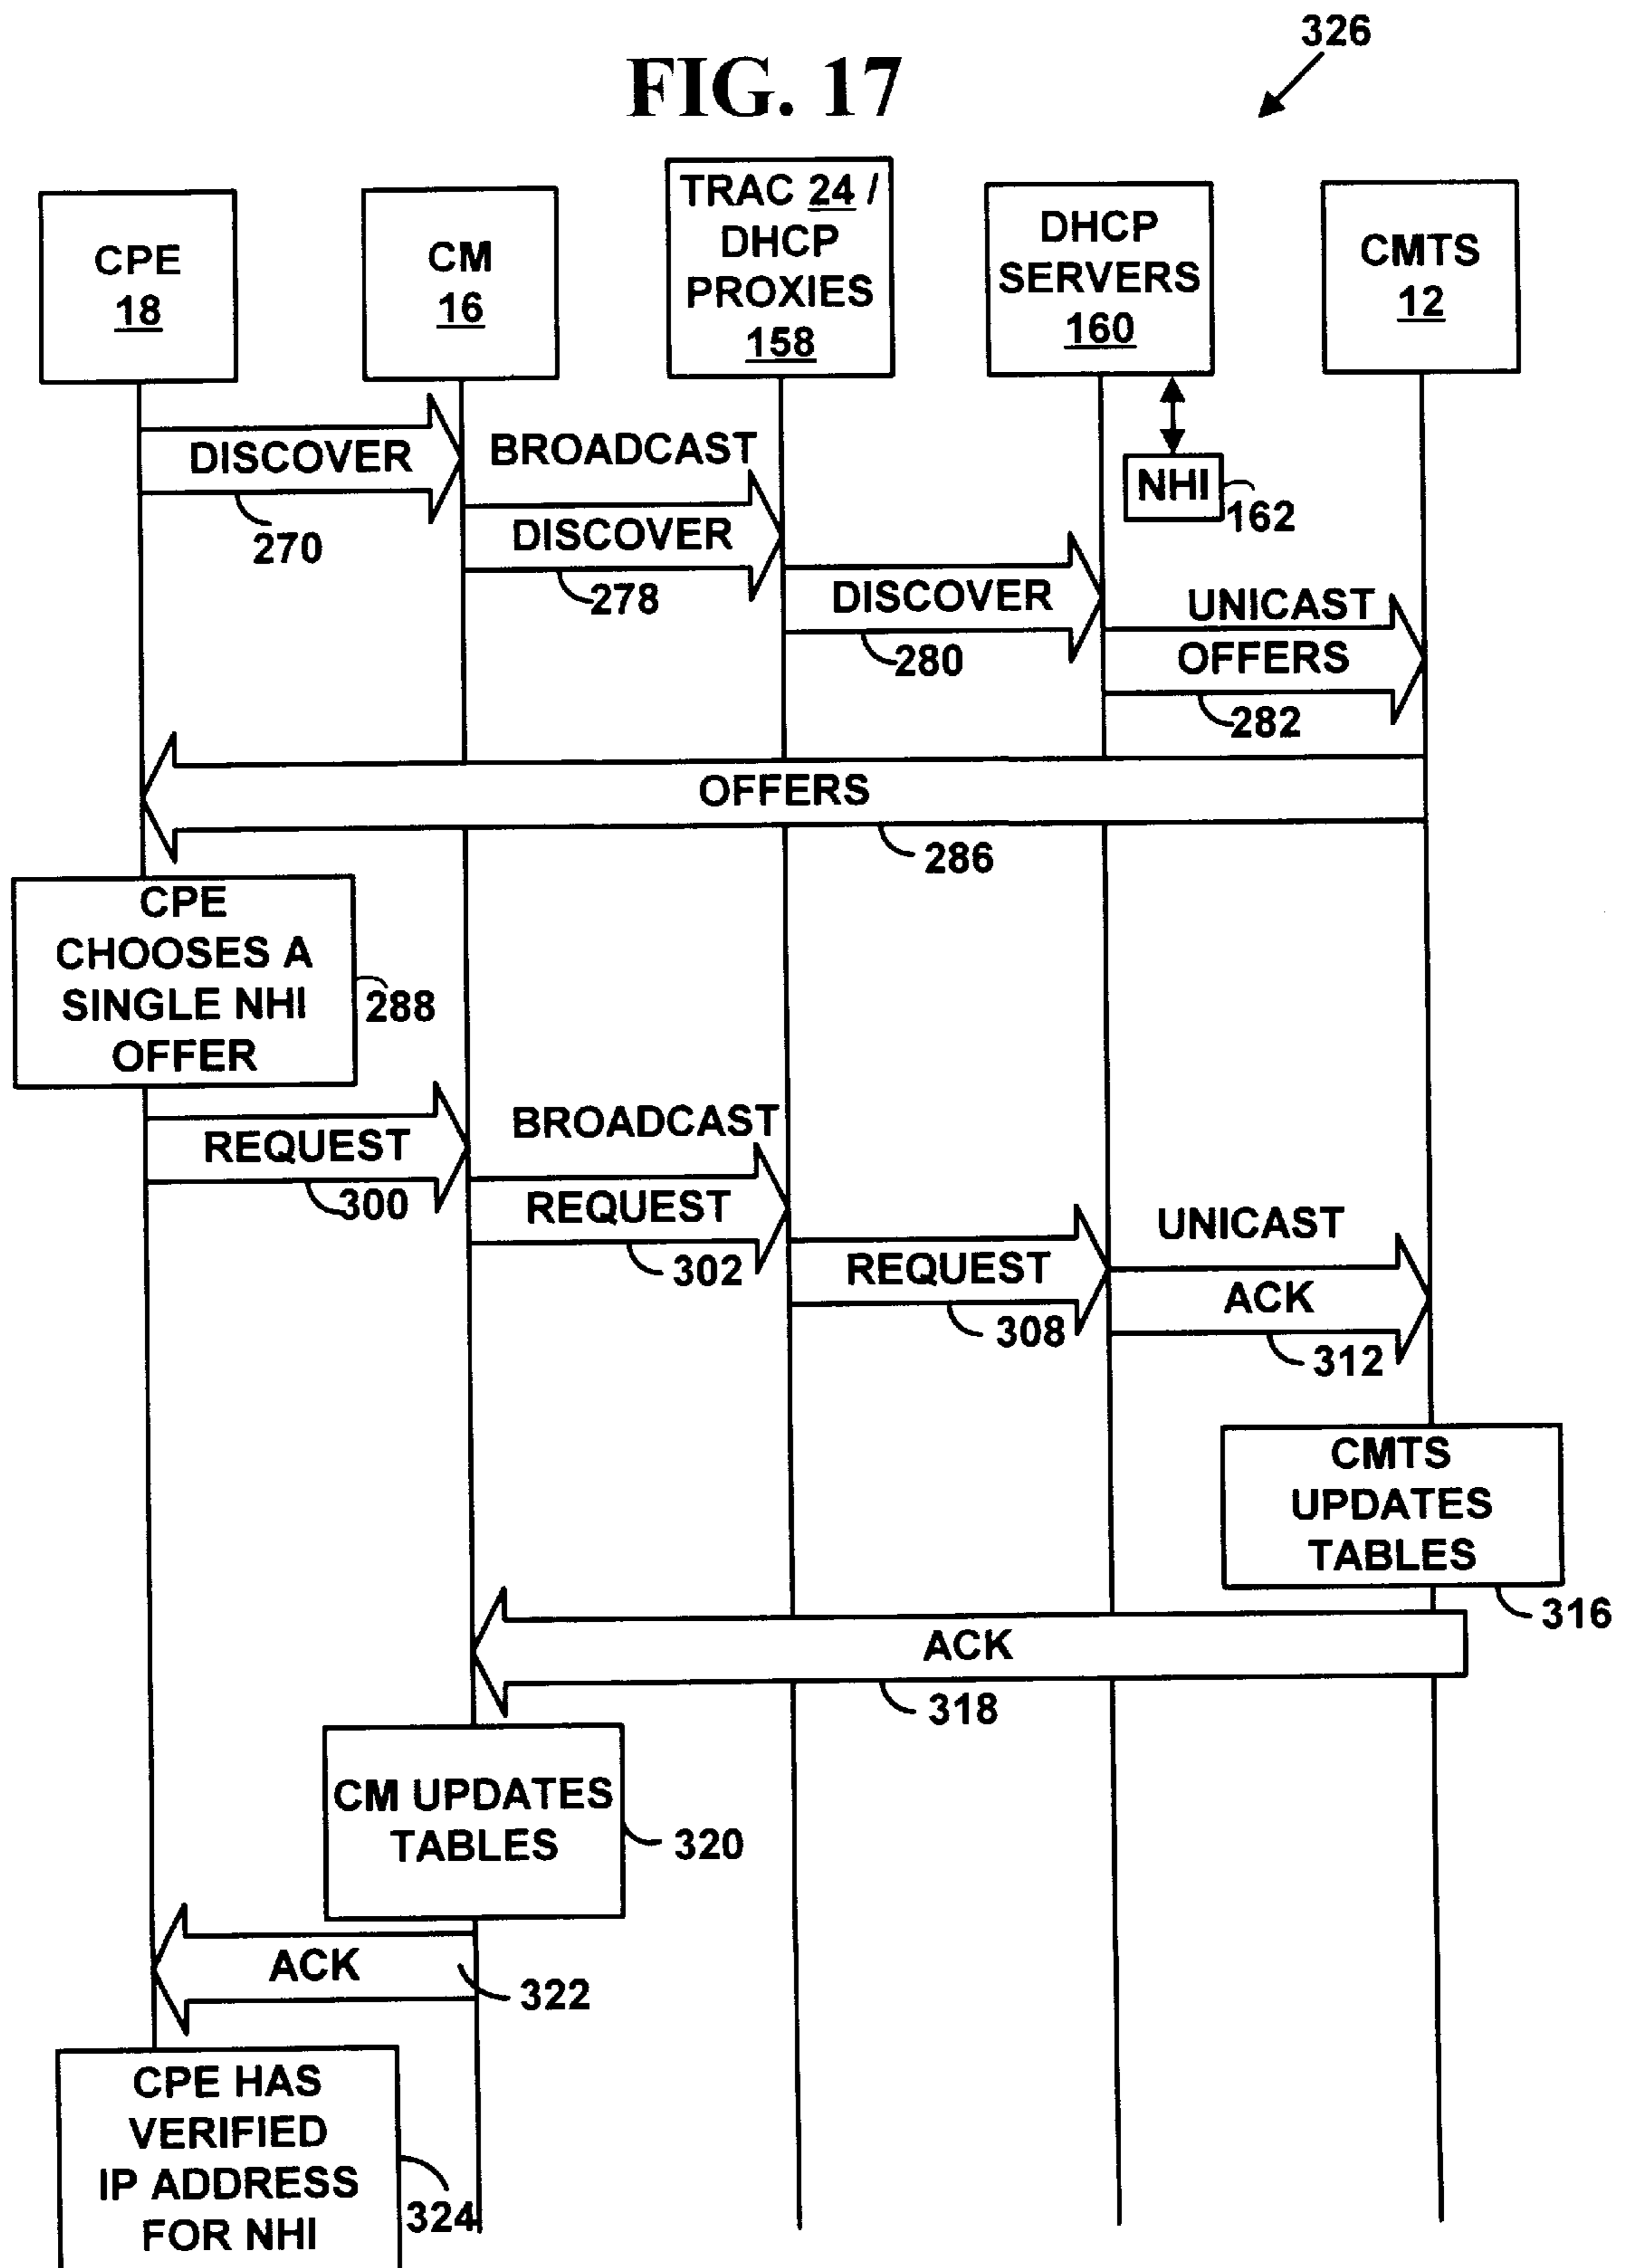 326
FIG. 17
CPE
18
CM
16
TRAC 24 /
DHCP
PROXIES
158
DHCP
SERVERS
160
CMTS
12
DISCOVER
270
BROADCAST
DISCOVER
278
NHI
162
DISCOVER
280
UNICAST
OFFERS
282
OFFERS
286
CPE
CHOOSES A
SINGLE NHI
OFFER
288
REQUEST
300
BROADCAST
REQUEST
302
REQUEST
308
UNICAST
ACK
312
CMTS
UPDATES
TABLES
316
ACK
318
CM UPDATES
TABLES
320
ACK
322
CPE HAS
VERIFIED
IP ADDRESS
FOR NHI
324